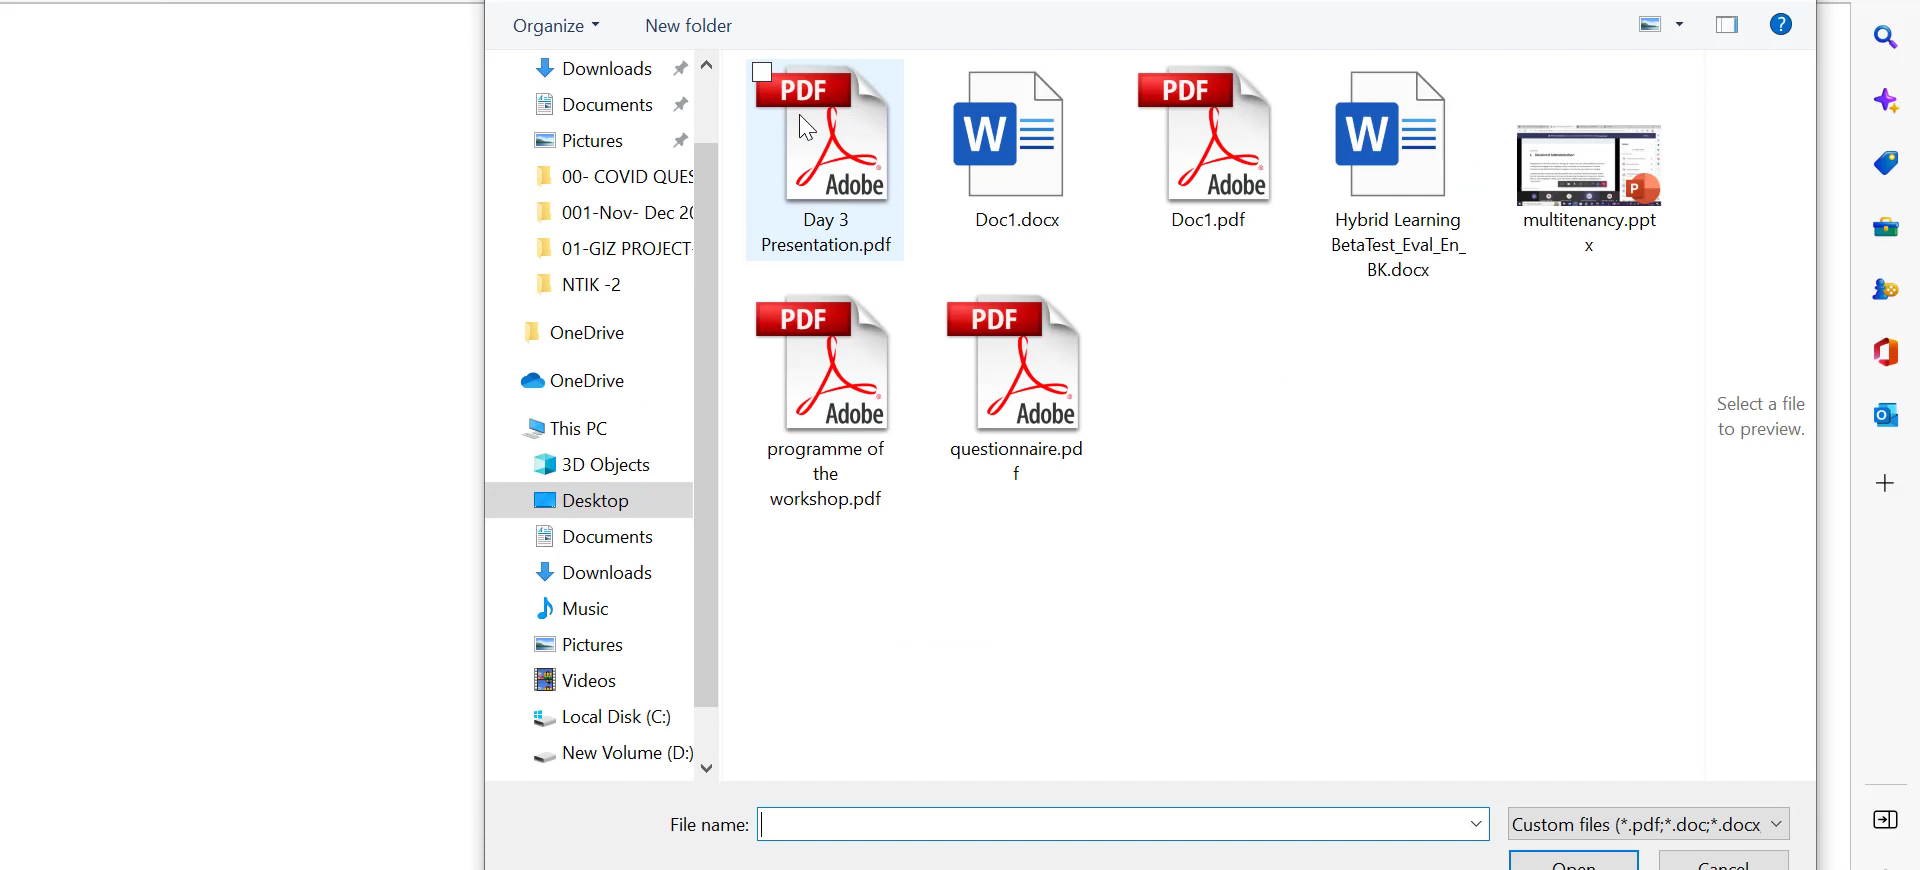 Organize
New folder
Downloads
Documents
Pictures
00- COVID QUES
001-Nov- Dec 20
01-GIZ PROJECT-
NTIK -2
OneDrive
OneDrive
This PC
3D Objects
Desktop
Documents
Downloads
Music
Pictures
Videos
Local Disk (C:)
New Volume (D:)
PDF
Adobe
Day 3
Presentation.pdf
W
Doc1.docx
PDF
Adobe
Doc1.pdf
W
Hybrid Learning
BetaTest_Eval_En_
BK.docx
P
multitenancy.ppt
x
PDF
Adobe
programme of
the
workshop.pdf
PDF
Adobe
questionnaire.pd
f
Select a file
to preview.
File name:
Custom files (*.pdf;*.doc;*.docx
Open
Cancel